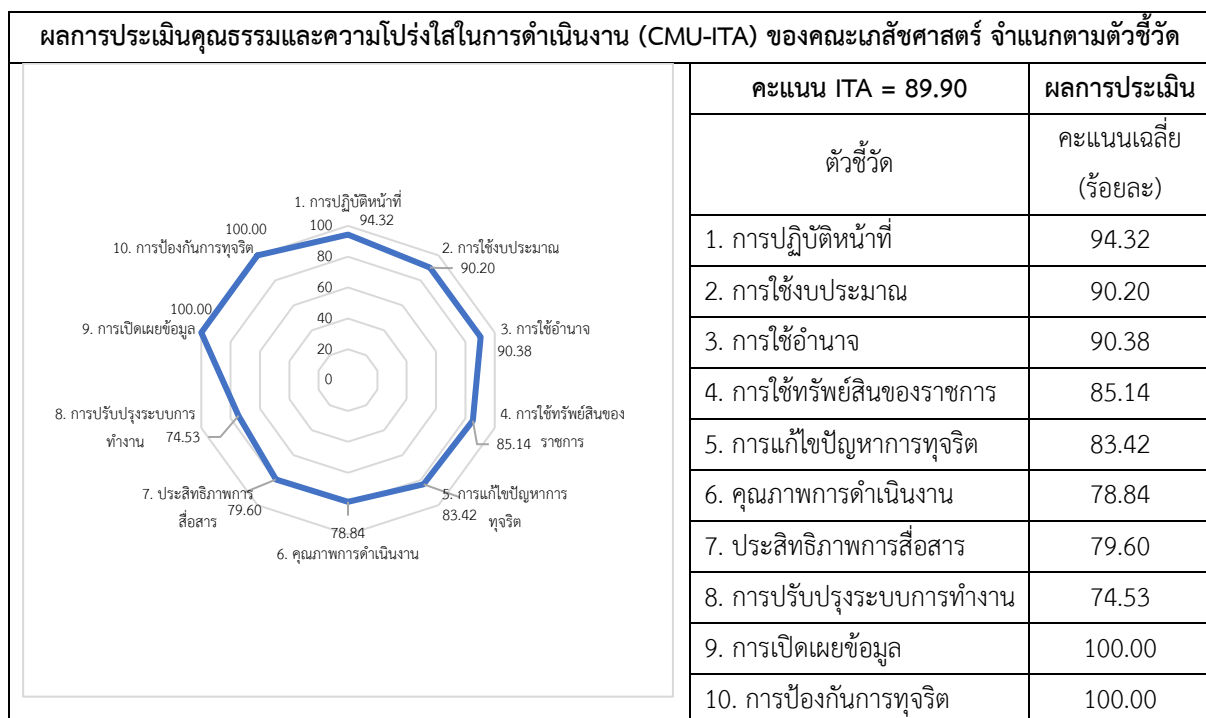 ผลการประเมินคุณธรรมและความโปร่งใสในการดำเนินงาน (CMU-ITA) ของคณะเภสัชศาสตร์ จำแนกตามตัวชี้วัด
1. การปฏิบัติหน้าที่
94.32
2. การใช้งบประมาณ
90.20
3. การใช้อำนาจ
90.38
4. การใช้ทรัพย์สินของ
ราชการ
85.14
5. การแก้ไขปัญหาการ
ทุจริต
83.42
78.84
6. คุณภาพการดำเนินงาน
7. ประสิทธิภาพการ
สื่อสาร
79.60
8. การปรับปรุงระบบการ
ทำงาน
74.53
9. การเปิดเผยข้อมูล
100.00
10. การป้องกันการทุจริต
100.00
100
80
60
40
20
0
คะแนน ITA = 89.90 ผลการประเมิน
ตัวชี้วัด คะแนนเฉลี่ย
(ร้อยละ)
1. การปฏิบัติหน้าที่ 94.32
2. การใช้งบประมาณ 90.20
3. การใช้อำนาจ 90.38
4. การใช้ทรัพย์สินของราชการ 85.14
5. การแก้ไขปัญหาการทุจริต 83.42
6. คุณภาพการดำเนินงาน 78.84
7. ประสิทธิภาพการสื่อสาร 79.60
8. การปรับปรุงระบบการทำงาน 74.53
9. การเปิดเผยข้อมูล 100.00
10. การป้องกันการทุจริต 100.00